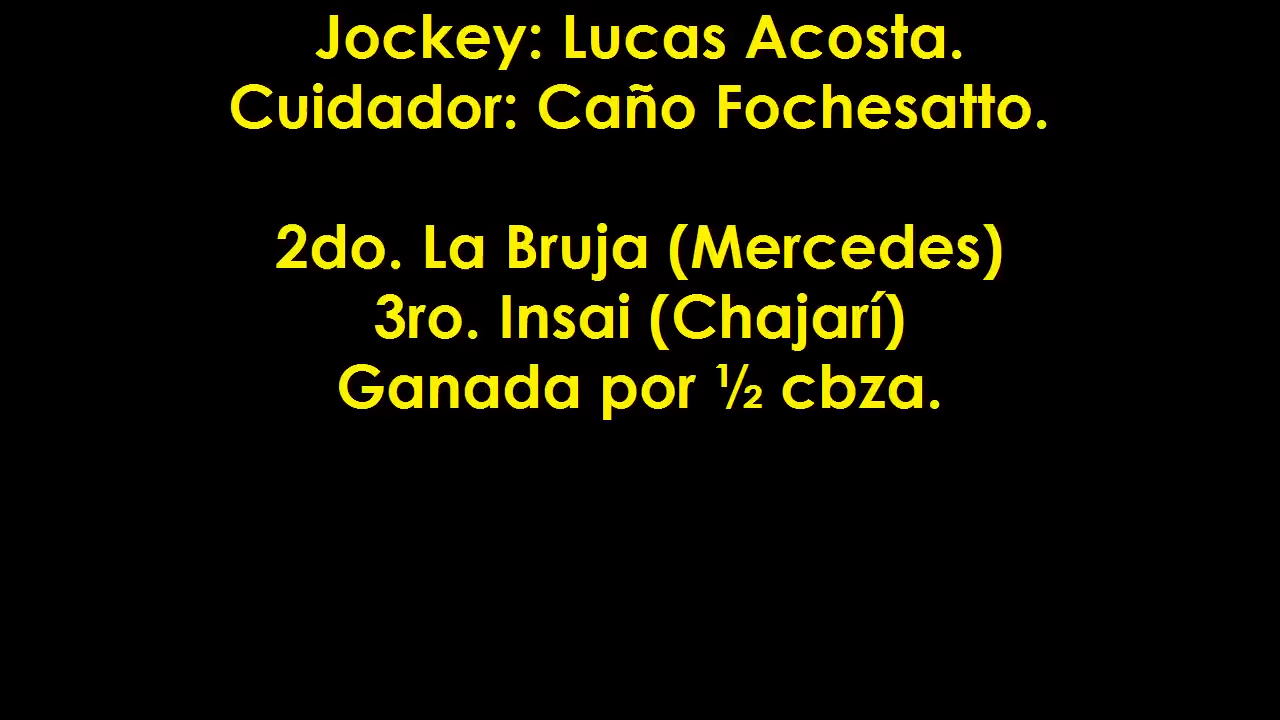 Jockey: Lucas Acosta.
Cuidador: Caño Fochesatto.
2do. La Bruja (Mercedes)
3ro. Insai (Chajarí)
Ganada por ½ cbza.